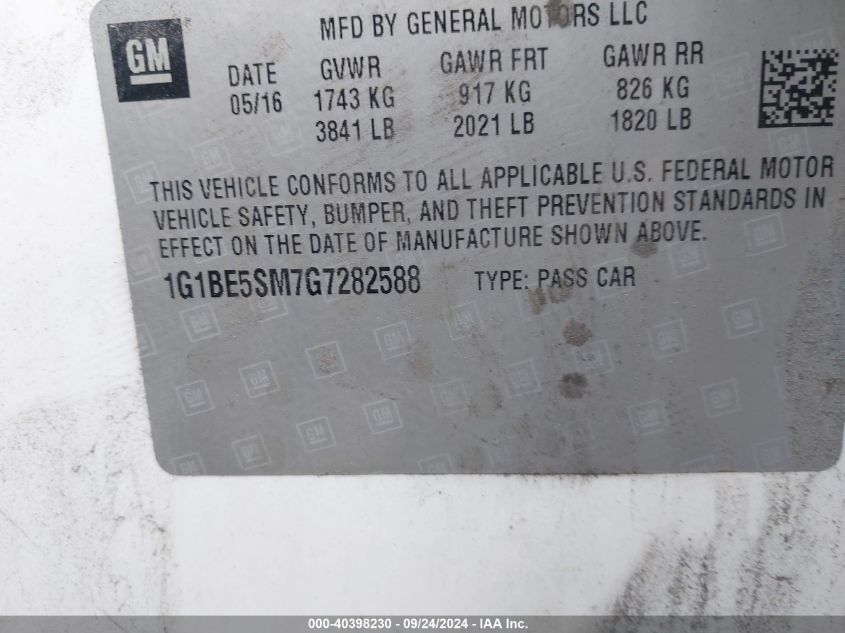 MFD BY GENERAL MOTORS LLC
GM
DATE GVWR GAWR FRT GAWR RR
05/16 1743 KG 917 KG 826 KG
3841 LB 2021 LB 1820 LB
THIS VEHICLE CONFORMS TO ALL APPLICABLE U.S. FEDERAL MOTOR
VEHICLE SAFETY, BUMPER, AND THEFT PREVENTION STANDARDS IN
EFFECT ON THE DATE OF MANUFACTURE SHOWN ABOVE.
1G1BE5SM7G7282588 TYPE: PASS CAR
000-40398230 - 09/24/2024 - IAA Inc.